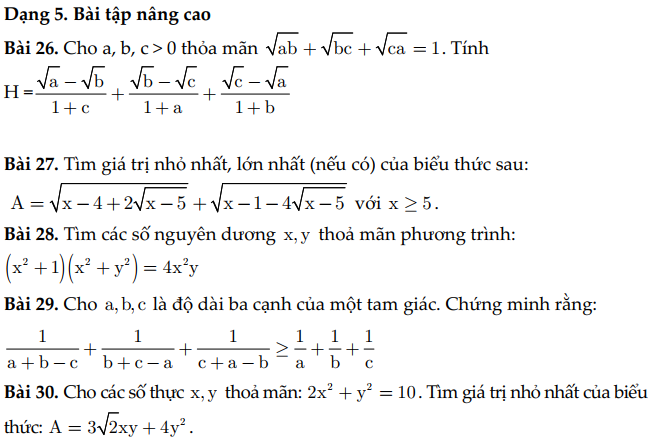 Dạng 5. Bài tập nâng cao
Bài 26. Cho a, b, c > 0 thỏa mãn √ab + √bc + √ca = 1. Tính
H = (√a − √b)/(1 + c) + (√b − √c)/(1 + a) + (√c − √a)/(1 + b)
Bài 27. Tìm giá trị nhỏ nhất, lớn nhất (nếu có) của biểu thức sau:
A = √(x − 4 + 2√(x − 5)) + √(x − 1 − 4√(x − 5)) với x ≥ 5.
Bài 28. Tìm các số nguyên dương x, y thoả mãn phương trình:
(x² + 1)(x² + y²) = 4x²y
Bài 29. Cho a, b, c là độ dài ba cạnh của một tam giác. Chứng minh rằng:
1/(a + b − c) + 1/(b + c − a) + 1/(c + a − b) ≥ 1/a + 1/b + 1/c
Bài 30. Cho các số thực x, y thoả mãn: 2x² + y² = 10. Tìm giá trị nhỏ nhất của biểu
thức: A = 3√2xy + 4y².